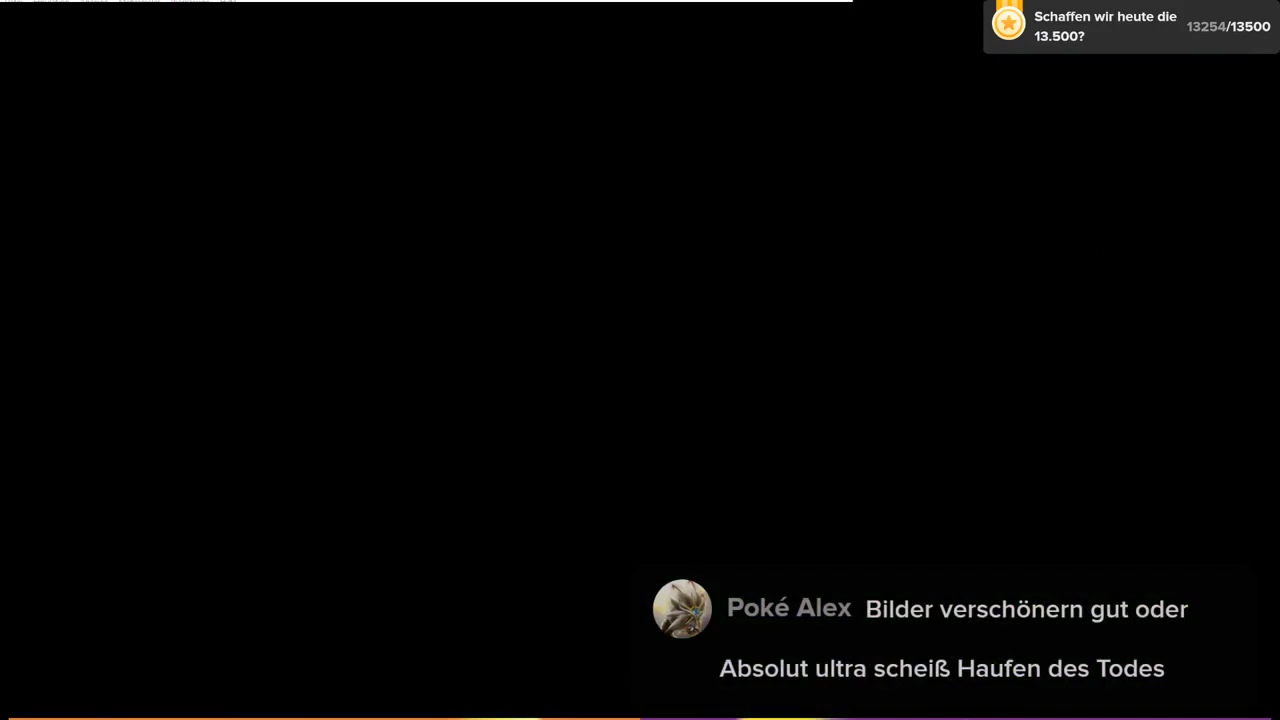 Schaffen wir heute die
13.500?
13254/13500
Poké Alex Bilder verschönern gut oder
Absolut ultra scheiß Haufen des Todes